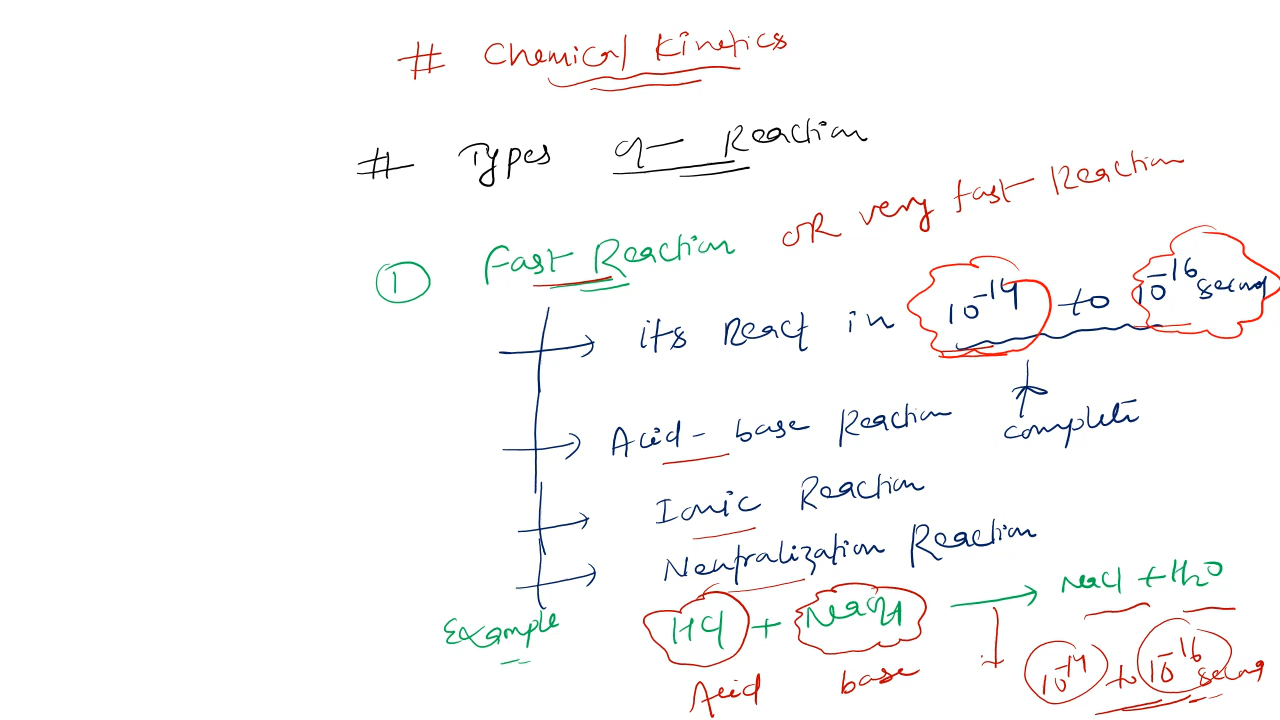 # Chemical Kinetics
# Types of Reaction
① Fast Reaction OR very fast Reaction
its React in 10⁻¹⁴ to 10⁻¹⁶ second
complete
Acid-base Reaction
Ionic Reaction
Neutralization Reaction
Example HCl + NaOH → NaCl + H₂O
Acid base 10⁻¹⁴ to 10⁻¹⁶ second